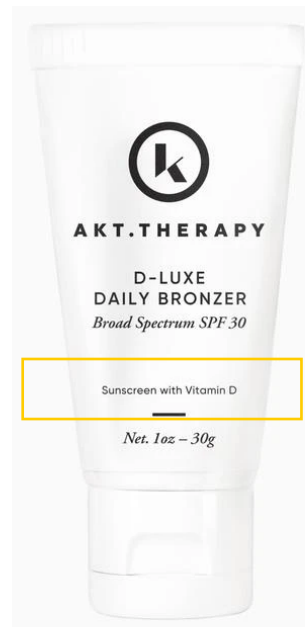 k
AKT.THERAPY
D-LUXE
DAILY BRONZER
Broad Spectrum SPF 30
Sunscreen with Vitamin D
Net. 1oz – 30g